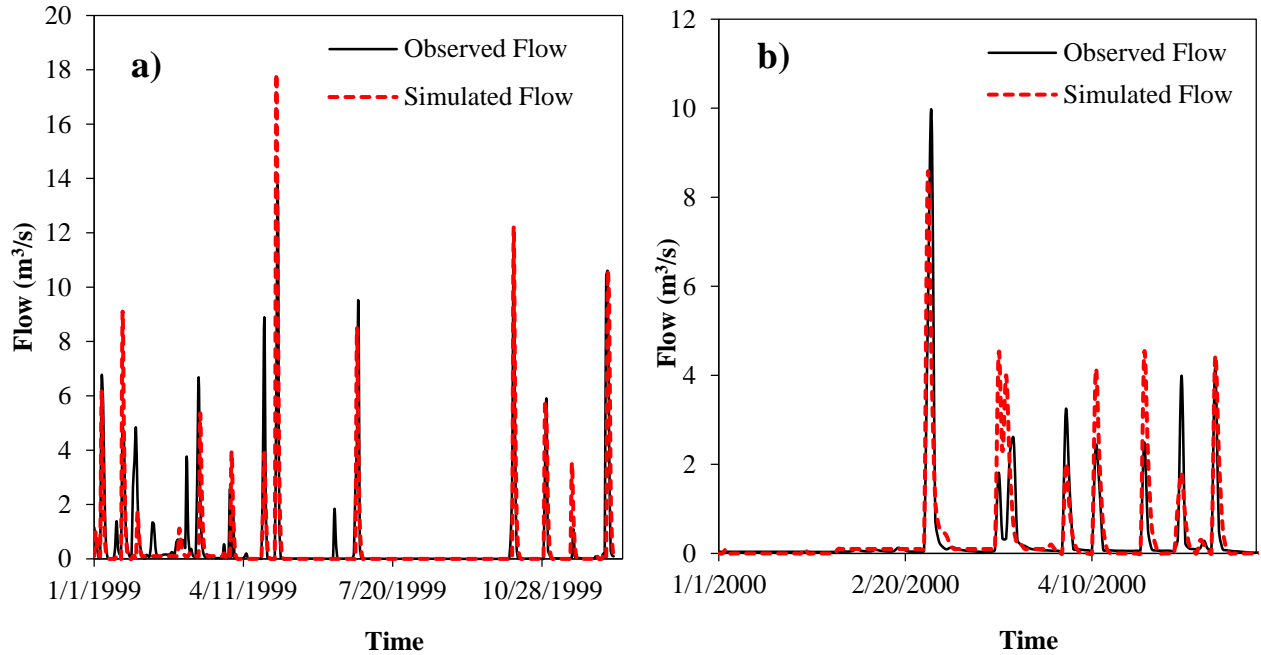 a)
Observed Flow
Simulated Flow
Flow (m³/s)
20
18
16
14
12
10
8
6
4
2
0
1/1/1999 4/11/1999 7/20/1999 10/28/1999
Time
b)
Observed Flow
Simulated Flow
Flow (m³/s)
12
10
8
6
4
2
0
1/1/2000 2/20/2000 4/10/2000
Time